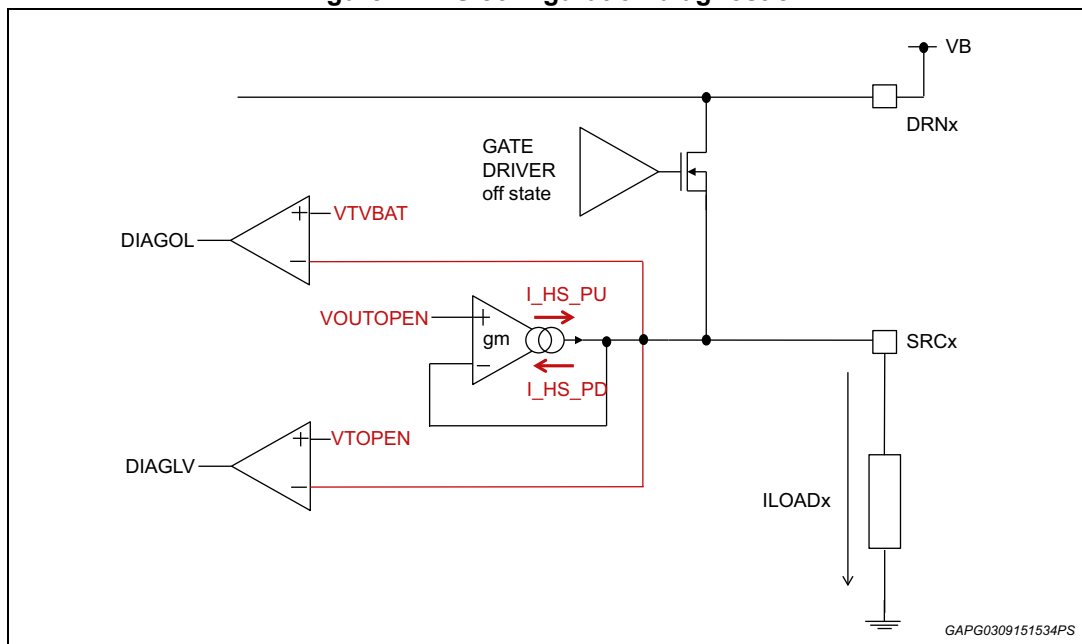 VB
DRNx
GATE
DRIVER
off state
+
VTVBAT
DIAGOL
−
I_HS_PU
VOUTOPEN
+
gm
SRCx
−
I_HS_PD
+
VTOPEN
DIAGLV
−
ILOADx
GAPG0309151534PS